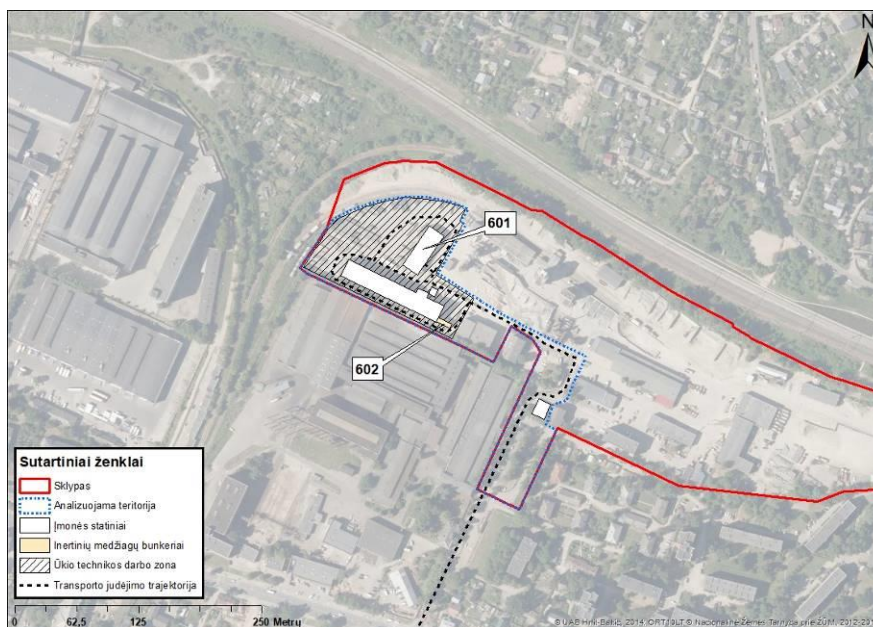 N
601
602
Sutartiniai ženklai
Sklypas
Analizuojama teritorija
Įmonės statiniai
Inertinių medžiagų bunkeriai
Ūkio technikos darbo zona
Transporto judėjimo trajektorija
0 62,5 125 250 Metrų
© UAB Hnit-Baltic, 2014, ORT10LT © Nacionalinė Žemės Tarnyba prie ŽŪM, 2012-201